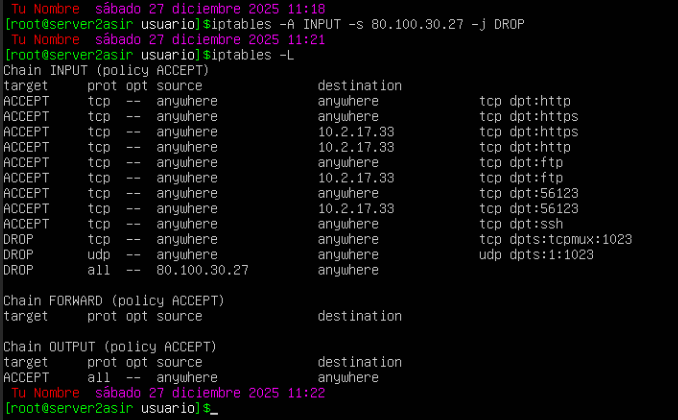 Tu Nombre sábado 27 diciembre 2025 11:18
[root@server2asir usuario]$iptables -A INPUT -s 80.100.30.27 -j DROP
Tu Nombre sábado 27 diciembre 2025 11:21
[root@server2asir usuario]$iptables -L
Chain INPUT (policy ACCEPT)
target prot opt source destination
ACCEPT tcp -- anywhere anywhere tcp dpt:http
ACCEPT tcp -- anywhere anywhere tcp dpt:https
ACCEPT tcp -- anywhere 10.2.17.33 tcp dpt:https
ACCEPT tcp -- anywhere 10.2.17.33 tcp dpt:http
ACCEPT tcp -- anywhere anywhere tcp dpt:ftp
ACCEPT tcp -- anywhere 10.2.17.33 tcp dpt:ftp
ACCEPT tcp -- anywhere anywhere tcp dpt:56123
ACCEPT tcp -- anywhere 10.2.17.33 tcp dpt:56123
ACCEPT tcp -- anywhere anywhere tcp dpt:ssh
DROP tcp -- anywhere anywhere tcp dpts:tcpmux:1023
DROP udp -- anywhere anywhere udp dpts:1:1023
DROP all -- 80.100.30.27 anywhere
Chain FORWARD (policy ACCEPT)
target prot opt source destination
Chain OUTPUT (policy ACCEPT)
target prot opt source destination
ACCEPT all -- anywhere anywhere
Tu Nombre sábado 27 diciembre 2025 11:22
[root@server2asir usuario]$_